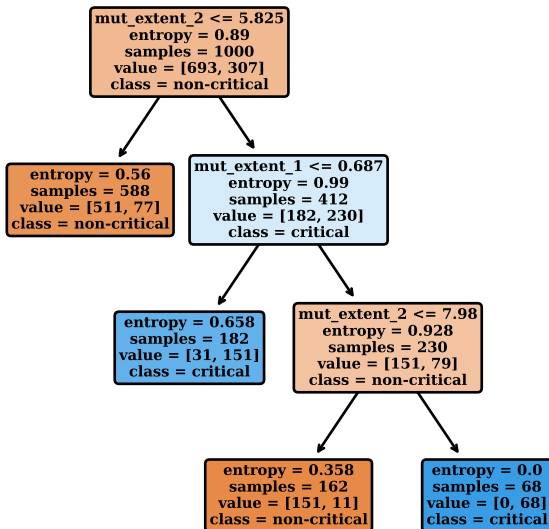 mut_extent_2 <= 5.825
entropy = 0.89
samples = 1000
value = [693, 307]
class = non-critical
entropy = 0.56
samples = 588
value = [511, 77]
class = non-critical
mut_extent_1 <= 0.687
entropy = 0.99
samples = 412
value = [182, 230]
class = critical
entropy = 0.658
samples = 182
value = [31, 151]
class = critical
mut_extent_2 <= 7.98
entropy = 0.928
samples = 230
value = [151, 79]
class = non-critical
entropy = 0.358
samples = 162
value = [151, 11]
class = non-critical
entropy = 0.0
samples = 68
value = [0, 68]
class = critical